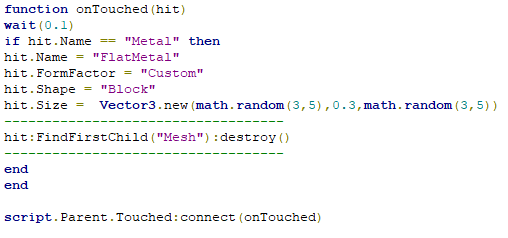 function onTouched(hit)
wait(0.1)
if hit.Name == "Metal" then
hit.Name = "FlatMetal"
hit.FormFactor = "Custom"
hit.Shape = "Block"
hit.Size =  Vector3.new(math.random(3,5),0.3,math.random(3,5))
-----------------------------------
hit:FindFirstChild("Mesh"):destroy()
-----------------------------------
end
end

script.Parent.Touched:connect(onTouched)